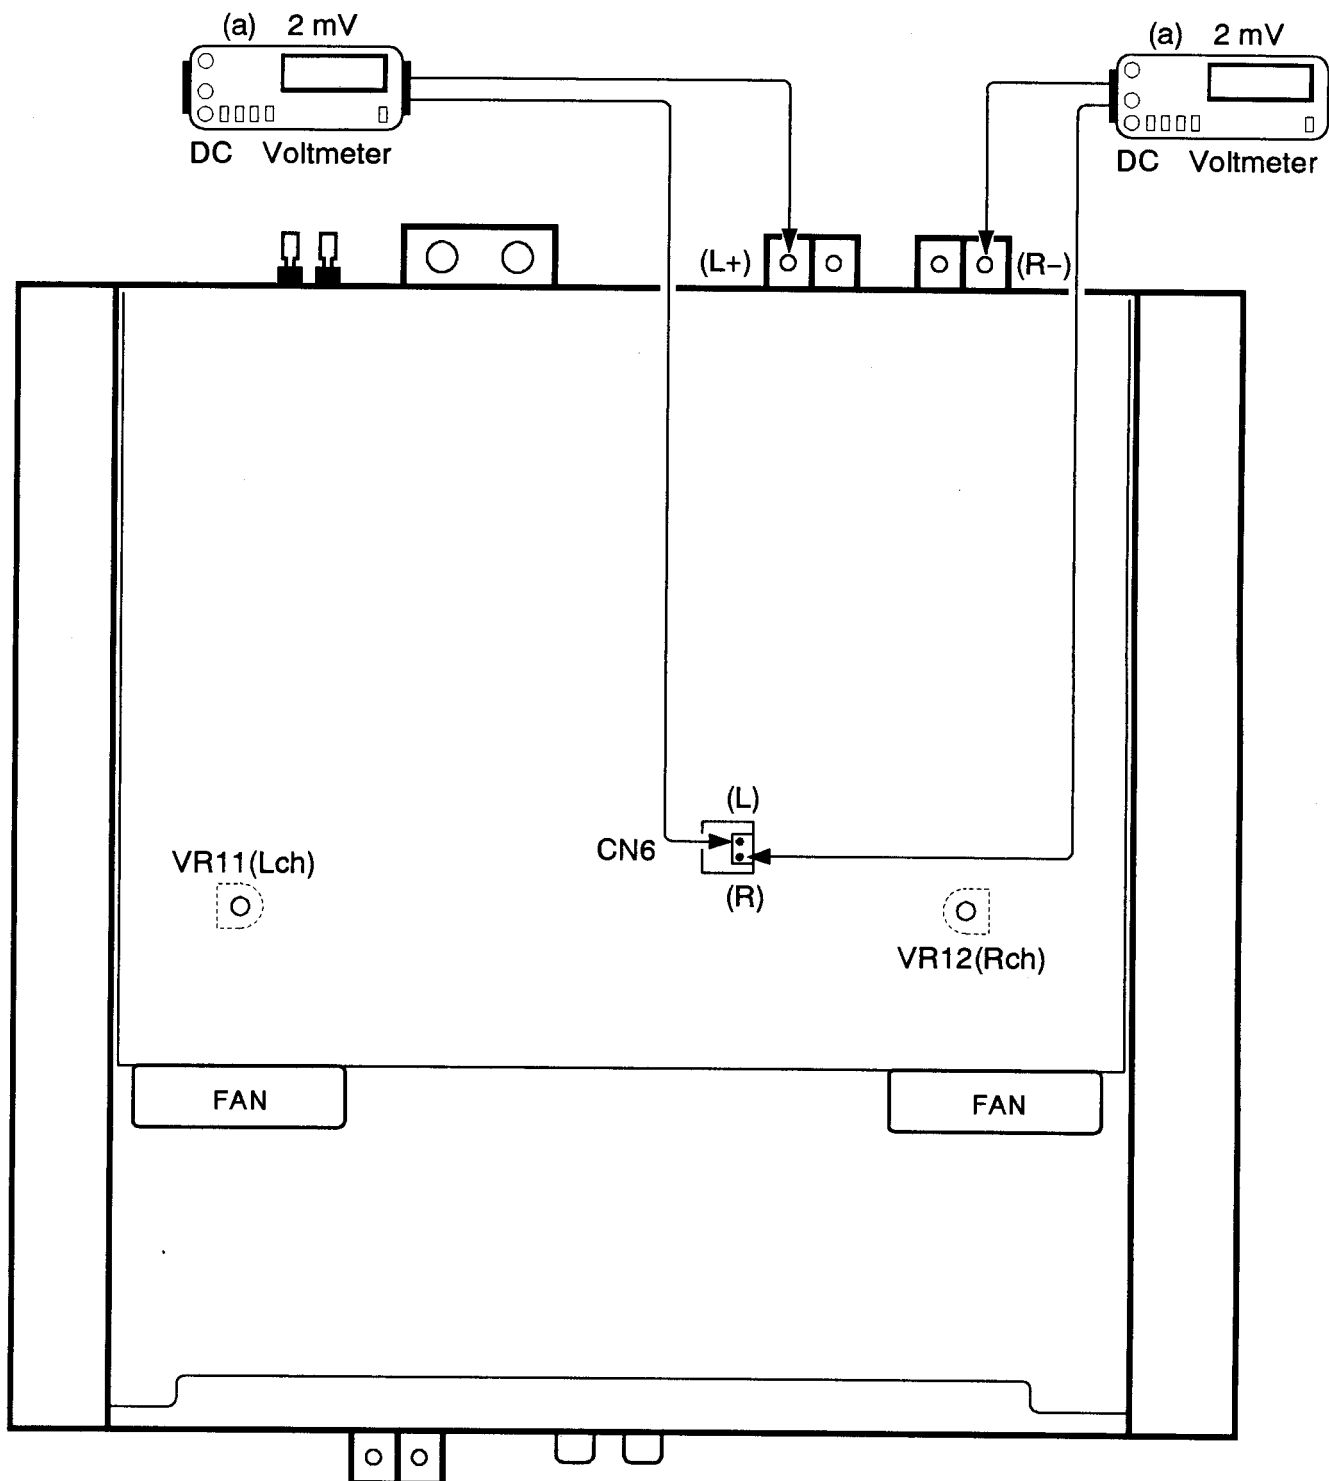 (a) 2 mV
DC Voltmeter
(a) 2 mV
DC Voltmeter
(L+)
(R−)
(L)
CN6
(R)
VR11(Lch)
VR12(Rch)
FAN
FAN